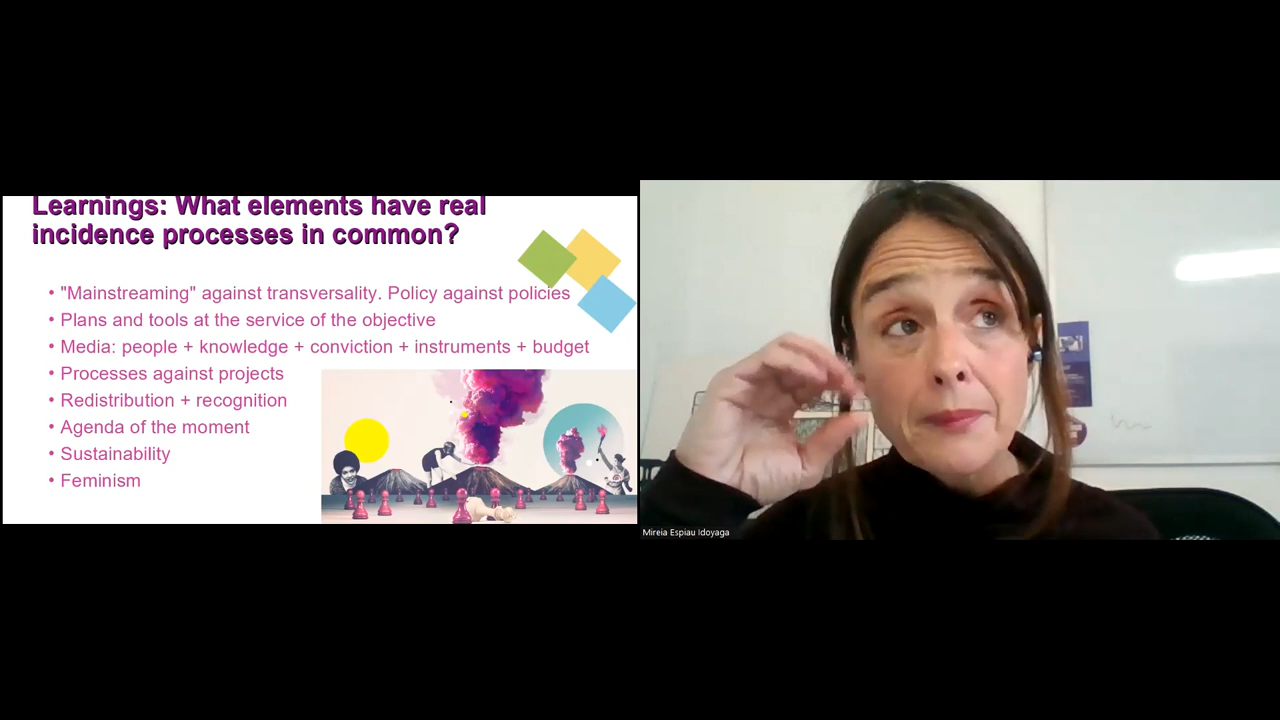 Learnings: What elements have real
incidence processes in common?
• "Mainstreaming" against transversality. Policy against policies
• Plans and tools at the service of the objective
• Media: people + knowledge + conviction + instruments + budget
• Processes against projects
• Redistribution + recognition
• Agenda of the moment
• Sustainability
• Feminism
Mireia Espiau Idoyaga